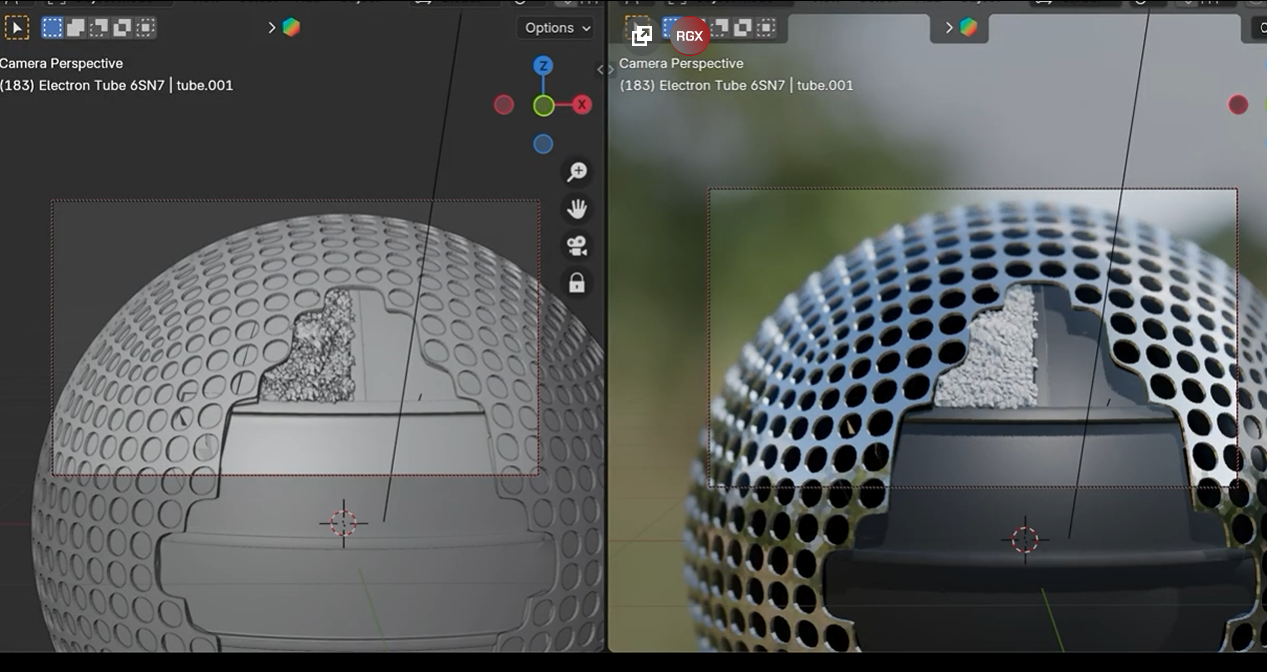 Options
RGX
Camera Perspective
(183) Electron Tube 6SN7 | tube.001
Z
X
Camera Perspective
(183) Electron Tube 6SN7 | tube.001